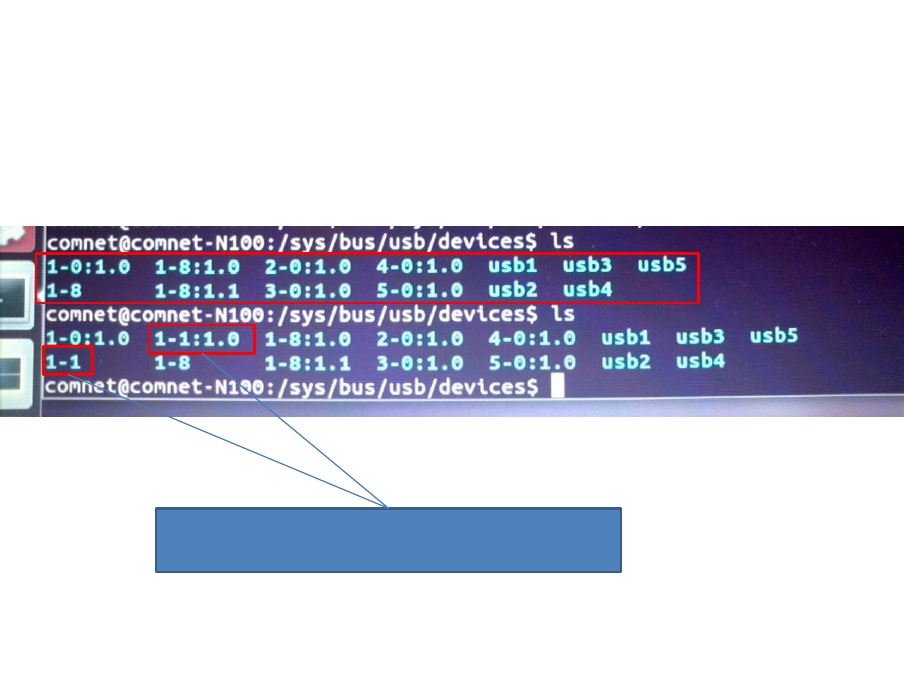 comnet@comnet-N100:/sys/bus/usb/devices$ ls
1-0:1.0 1-8:1.0 2-0:1.0 4-0:1.0 usb1 usb3 usb5
1-8 1-8:1.1 3-0:1.0 5-0:1.0 usb2 usb4
comnet@comnet-N100:/sys/bus/usb/devices$ ls
1-0:1.0 1-1:1.0 1-8:1.0 2-0:1.0 4-0:1.0 usb1 usb3 usb5
1-1 1-8 1-8:1.1 3-0:1.0 5-0:1.0 usb2 usb4
comnet@comnet-N100:/sys/bus/usb/devices$